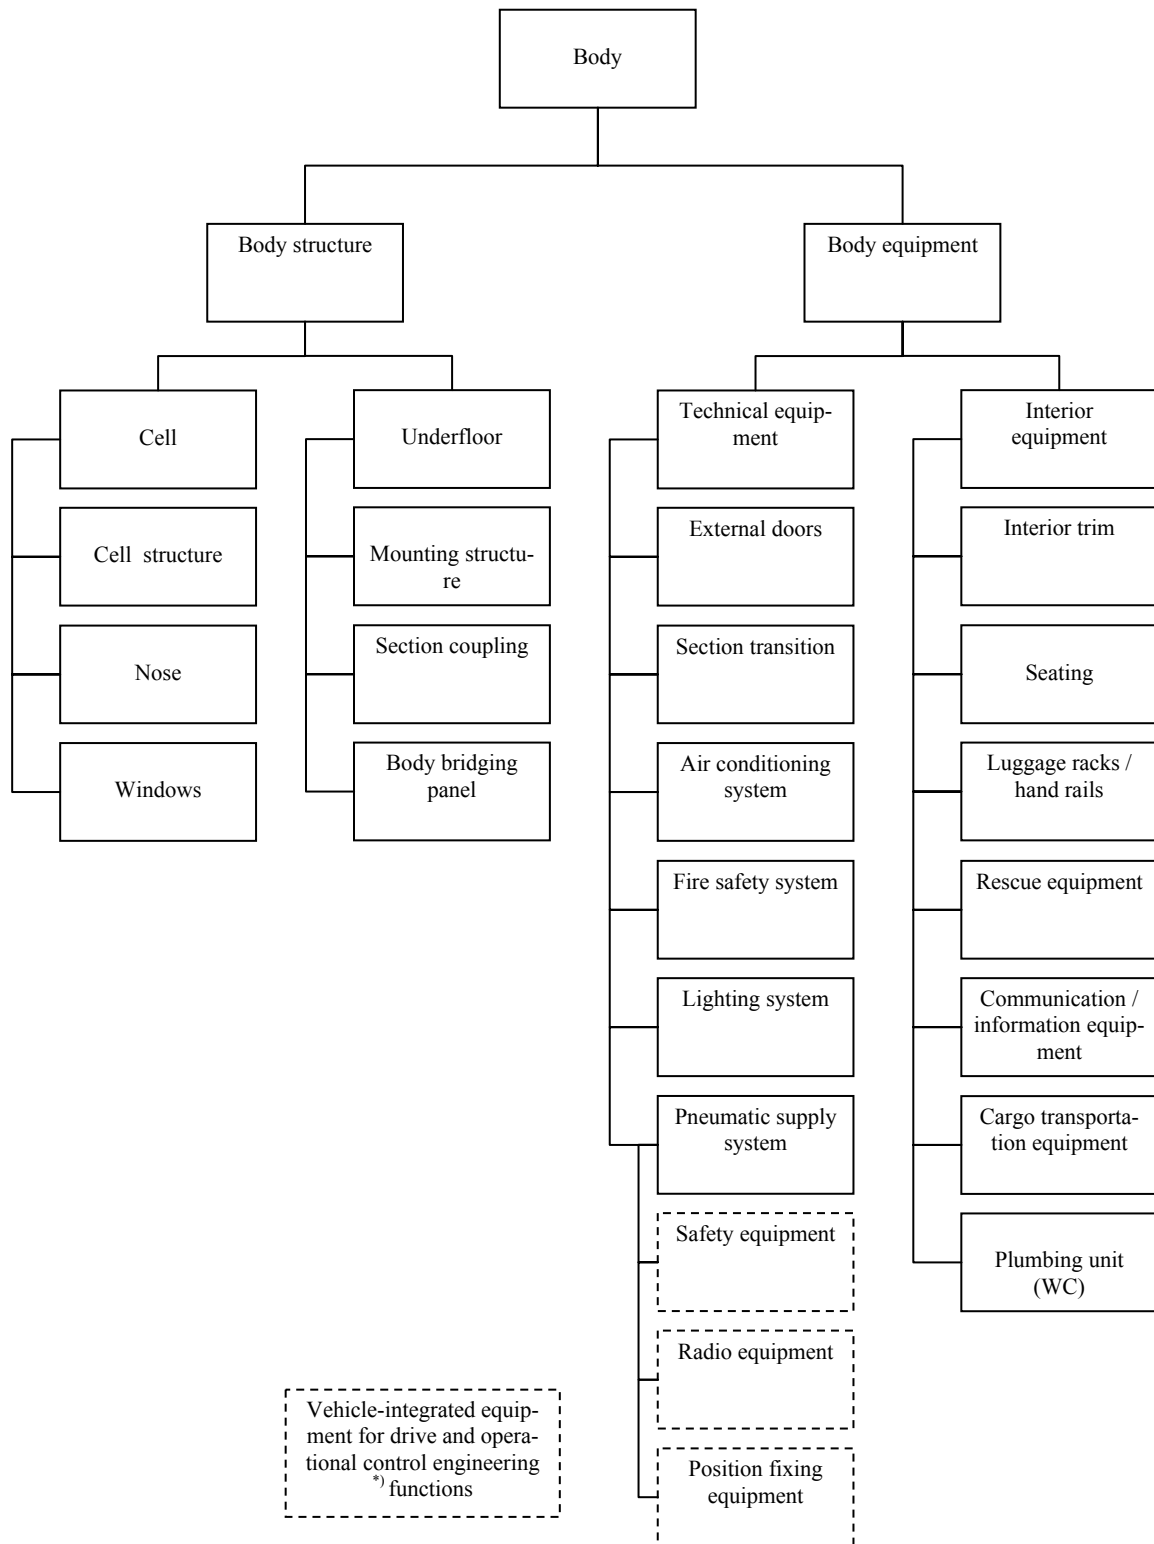 Body
Body structure
Body equipment
Cell
Underfloor
Technical equip-
ment
Interior
equipment
Cell structure
Mounting structu-
re
External doors
Interior trim
Nose
Section coupling
Section transition
Seating
Windows
Body bridging
panel
Air conditioning
system
Luggage racks /
hand rails
Fire safety system
Rescue equipment
Lighting system
Communication /
information equip-
ment
Pneumatic supply
system
Cargo transporta-
tion equipment
Safety equipment
Plumbing unit
(WC)
Radio equipment
Vehicle-integrated equip-
ment for drive and opera-
tional control engineering
*) functions
Position fixing
equipment